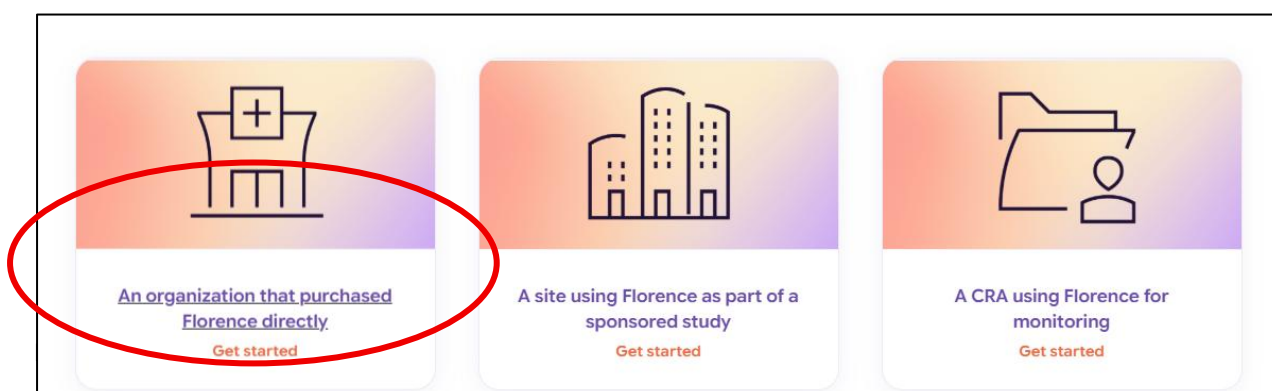 An organization that purchased
Florence directly
Get started
A site using Florence as part of a
sponsored study
Get started
A CRA using Florence for
monitoring
Get started